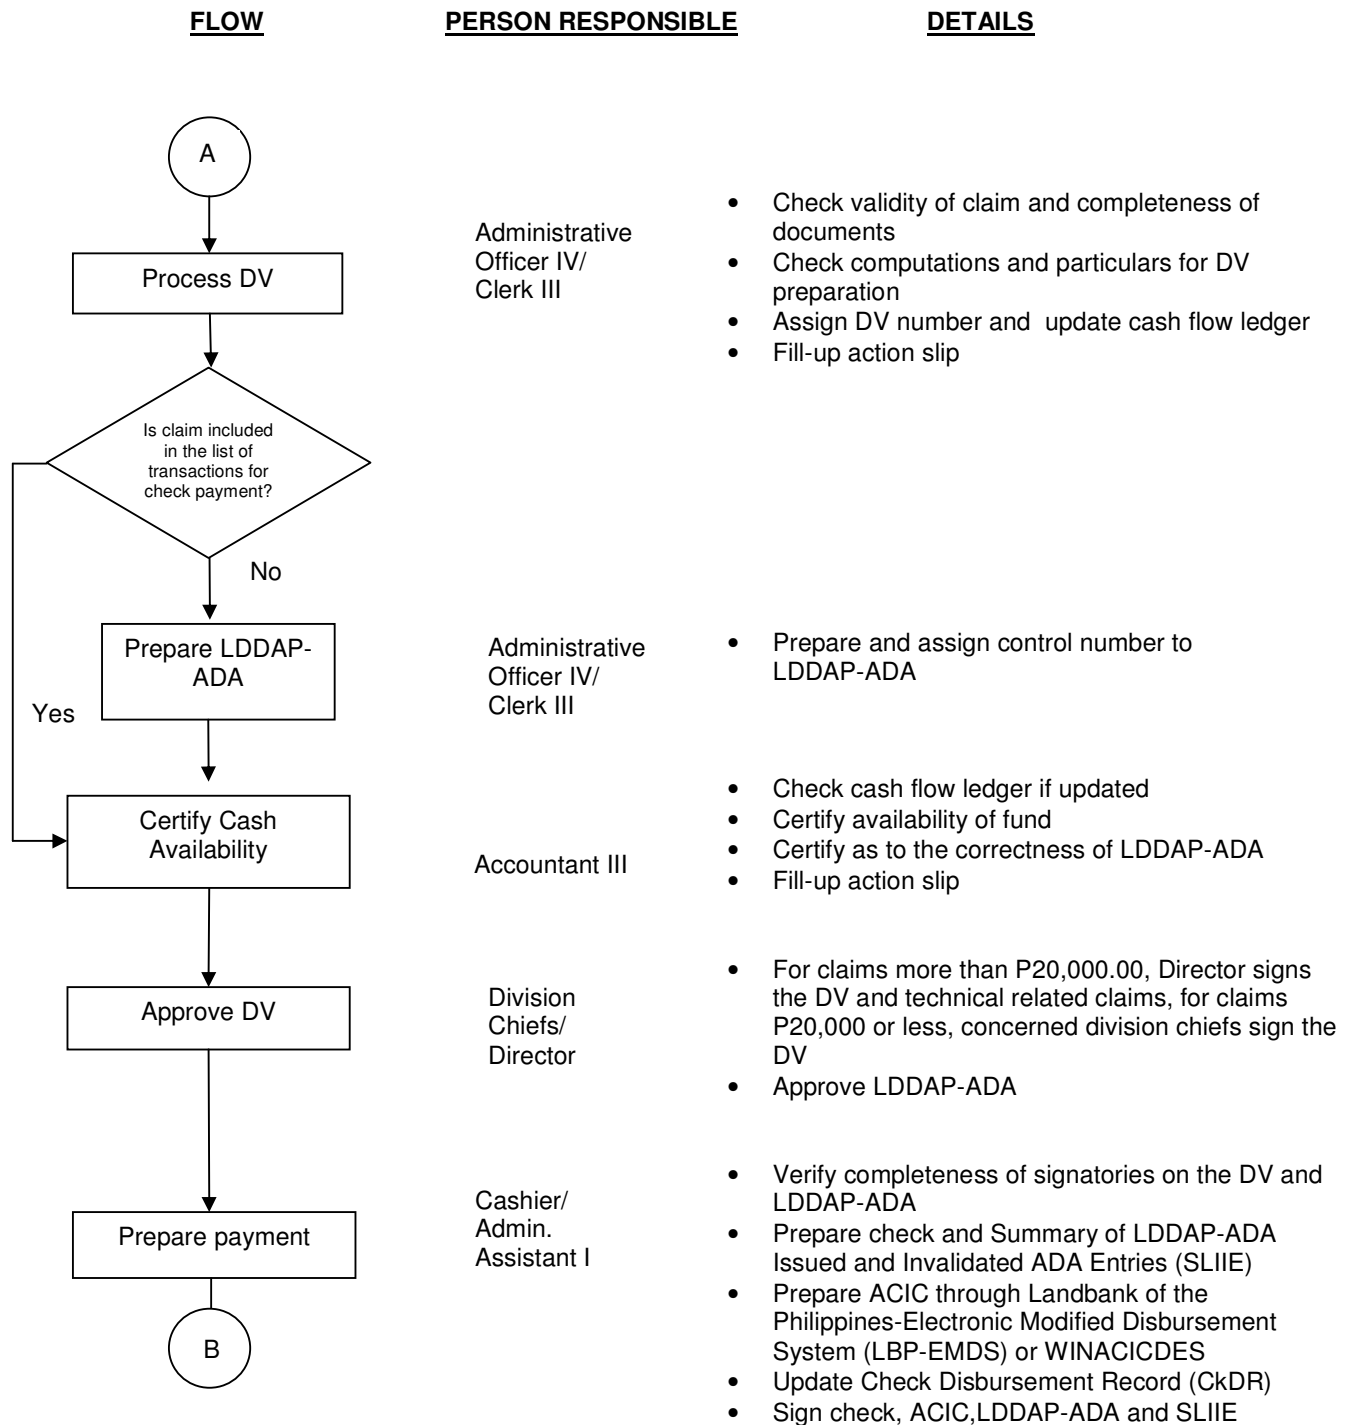 FLOW PERSON RESPONSIBLE DETAILS
A
Process DV
Administrative
Officer IV/
Clerk III
• Check validity of claim and completeness of
documents
• Check computations and particulars for DV
preparation
• Assign DV number and update cash flow ledger
• Fill-up action slip
Is claim included
in the list of
transactions for
check payment?
No
Yes
Prepare LDDAP-
ADA
Administrative
Officer IV/
Clerk III
• Prepare and assign control number to
LDDAP-ADA
Certify Cash
Availability
Accountant III
• Check cash flow ledger if updated
• Certify availability of fund
• Certify as to the correctness of LDDAP-ADA
• Fill-up action slip
Approve DV
Division
Chiefs/
Director
• For claims more than P20,000.00, Director signs
the DV and technical related claims, for claims
P20,000 or less, concerned division chiefs sign the
DV
• Approve LDDAP-ADA
Prepare payment
Cashier/
Admin.
Assistant I
• Verify completeness of signatories on the DV and
LDDAP-ADA
• Prepare check and Summary of LDDAP-ADA
Issued and Invalidated ADA Entries (SLIIE)
• Prepare ACIC through Landbank of the
Philippines-Electronic Modified Disbursement
System (LBP-EMDS) or WINACICDES
• Update Check Disbursement Record (CkDR)
• Sign check, ACIC,LDDAP-ADA and SLIIE
B